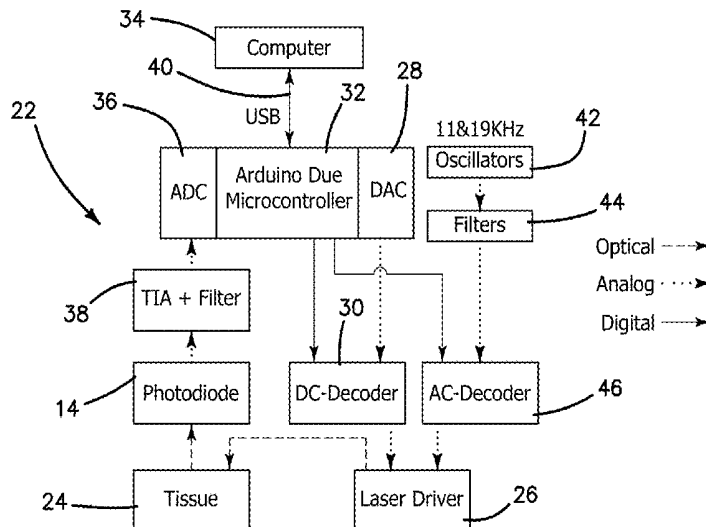 34
Computer
40
28
36
USB
32
22
11&19KHz
42
ADC
Arduino Due
Microcontroller
DAC
Oscillators
44
Filters
Optical
Analog
Digital
TIA + Filter
38
30
Photodiode
DC-Decoder
AC-Decoder
14
46
Tissue
Laser Driver
24
26